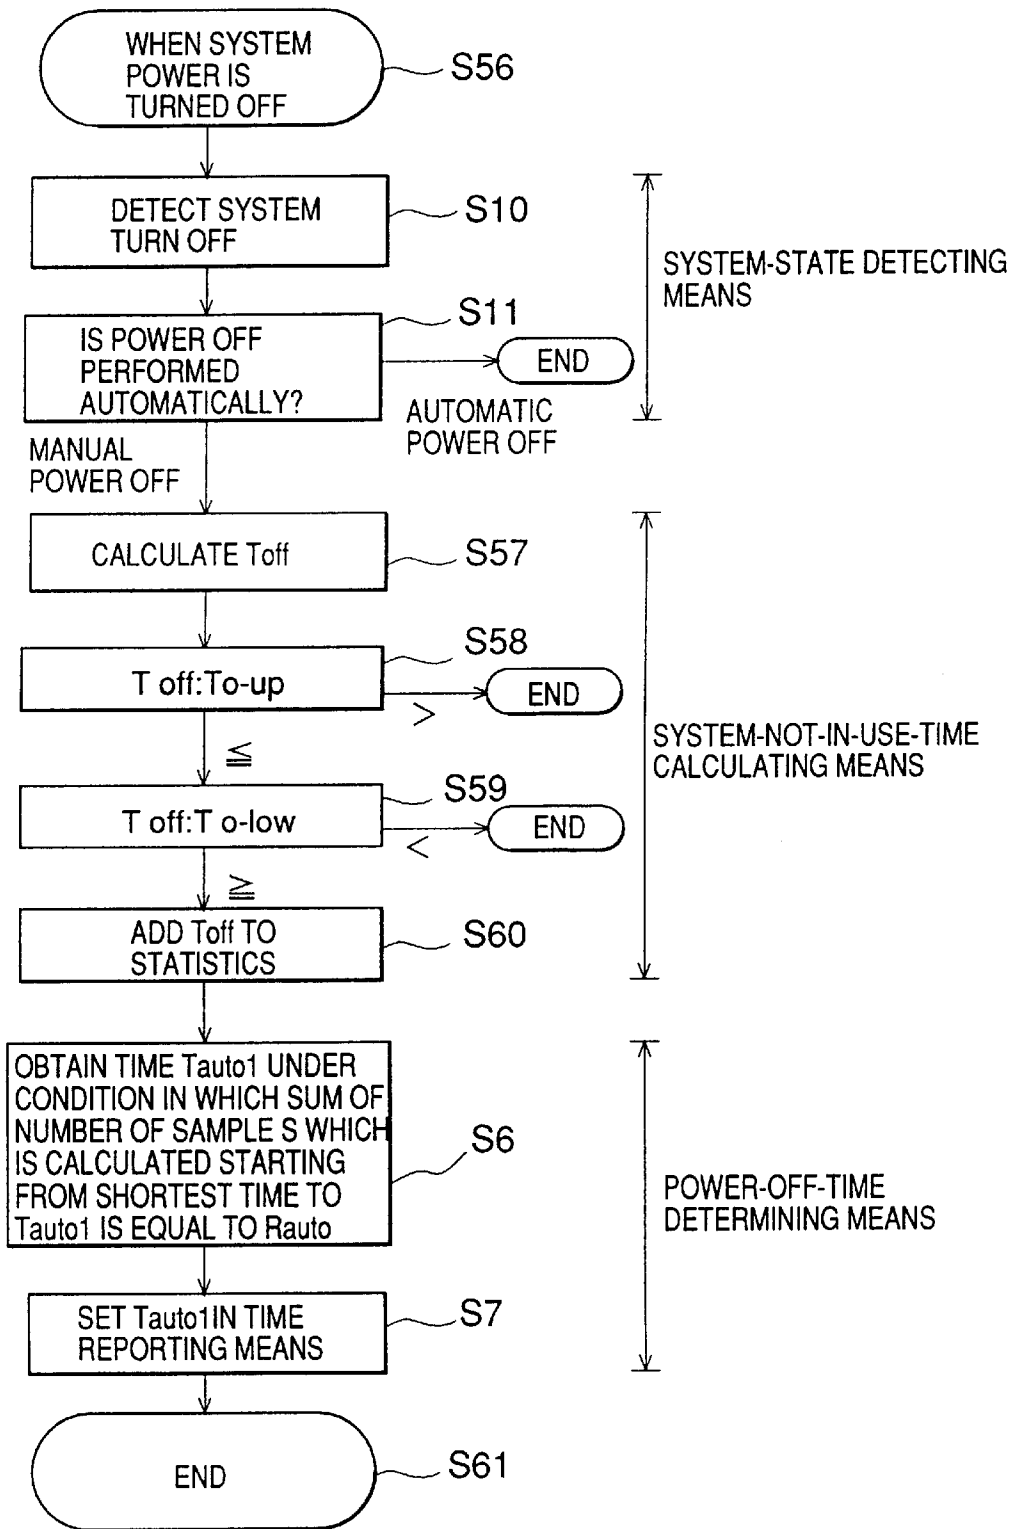 WHEN SYSTEM
POWER IS
TURNED OFF
S56
DETECT SYSTEM
TURN OFF
S10
SYSTEM-STATE DETECTING
MEANS
IS POWER OFF
PERFORMED
AUTOMATICALLY?
S11
END
AUTOMATIC
POWER OFF
MANUAL
POWER OFF
CALCULATE Toff
S57
T off:To-up
S58
END
>
≦
SYSTEM-NOT-IN-USE-TIME
CALCULATING MEANS
T off:T o-low
S59
END
<
≧
ADD Toff TO
STATISTICS
S60
OBTAIN TIME Tauto1 UNDER
CONDITION IN WHICH SUM OF
NUMBER OF SAMPLE S WHICH
IS CALCULATED STARTING
FROM SHORTEST TIME TO
Tauto1 IS EQUAL TO Rauto
S6
POWER-OFF-TIME
DETERMINING MEANS
SET Tauto1IN TIME
REPORTING MEANS
S7
END
S61